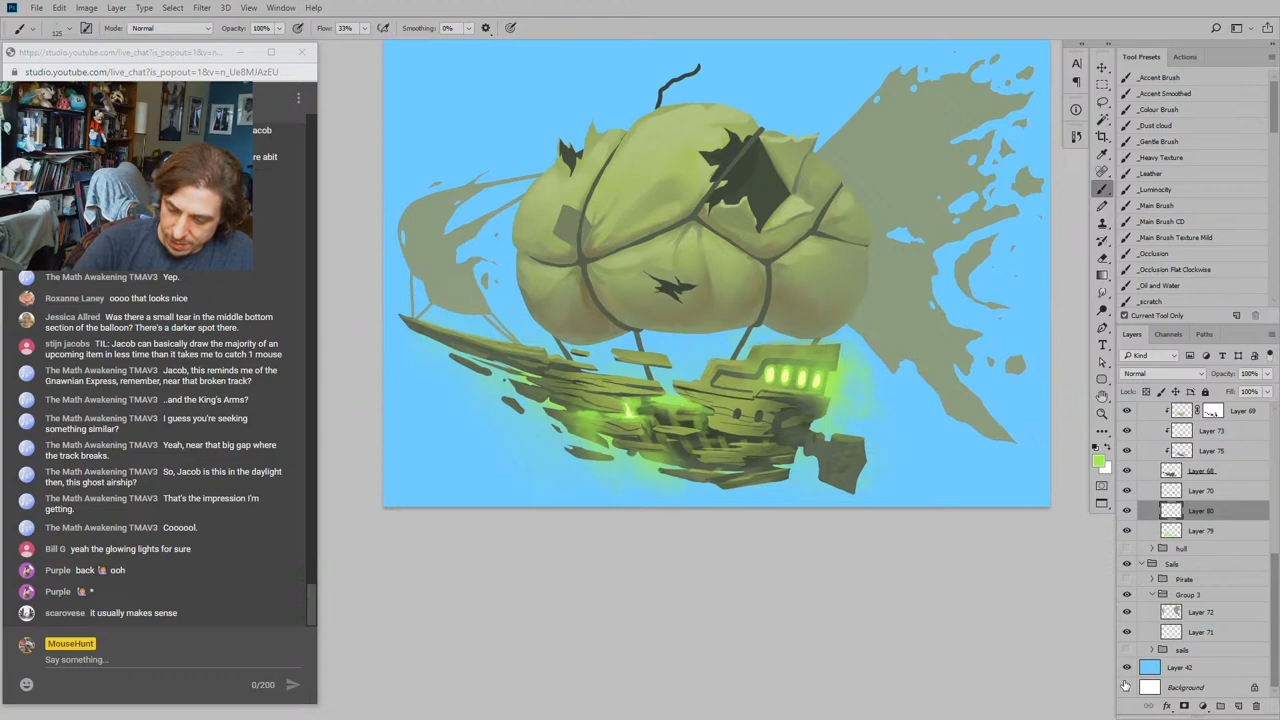 Ps File Edit Image Layer Type Select Filter 3D View Window Help
125 Mode: Normal Opacity: 100% Flow: 33% Smoothing: 0%
https://studio.youtube.com/live_chat?is_popout=1&v=n_...
studio.youtube.com/live_chat?is_popout=1&v=n_Ue8MJAzEU
acob
re abit
The Math Awakening TMAV3 Yep.
Roxanne Laney oooo that looks nice
Jessica Allred Was there a small tear in the middle bottom
section of the balloon? There's a darker spot there.
stijn jacobs TIL: Jacob can basically draw the majority of an
upcoming item in less time than it takes me to catch 1 mouse
The Math Awakening TMAV3 Jacob, this reminds me of the
Gnawnian Express, remember, near that broken track?
The Math Awakening TMAV3 ..and the King's Arms?
The Math Awakening TMAV3 I guess you're seeking
something similar?
The Math Awakening TMAV3 Yeah, near that big gap where
the track breaks.
The Math Awakening TMAV3 So, Jacob is this in the daylight
then, this ghost airship?
The Math Awakening TMAV3 That's the impression I'm
getting.
The Math Awakening TMAV3 Coooool.
Bill G yeah the glowing lights for sure
Purple back ooh
Purple *
scarovese it usually makes sense
MouseHunt
Say something...
0/200
Tool Presets Actions
_Accent Brush
_Accent Smoothed
_Colour Brush
_Dust cloud
_Gentle Brush
_Heavy Texture
_Leather
_Luminocity
_Main Brush
_Main Brush CD
_Main Brush Texture Mild
_Occlusion
_Occlusion Flat Clockwise
_Oil and Water
_scratch
Current Tool Only
Layers Channels Paths
Kind
Normal Opacity: 100%
Lock: Fill: 100%
Layer 69
Layer 73
Layer 75
Layer 68
Layer 70
Layer 80
Layer 79
hull
Sails
Pirate
Group 3
Layer 72
Layer 71
sails
Layer 42
Background